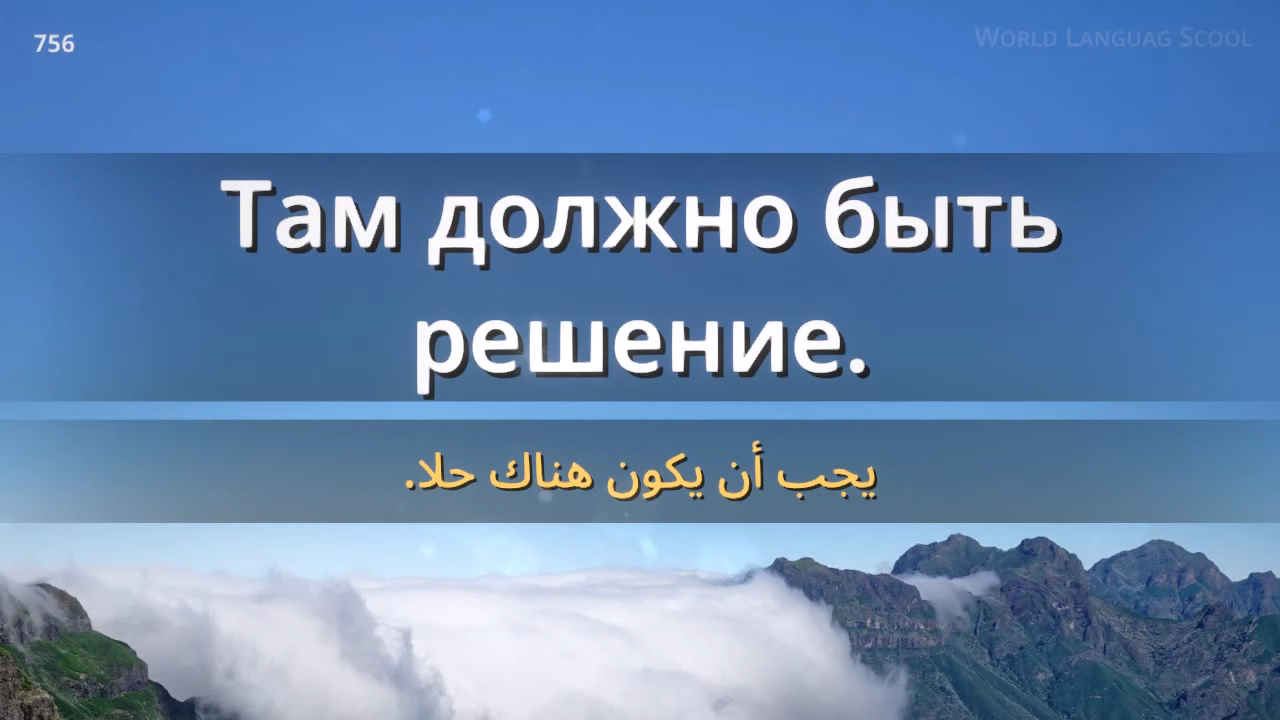 756
World Languag Scool
Там должно быть
решение.
يجب أن يكون هناك حلا.